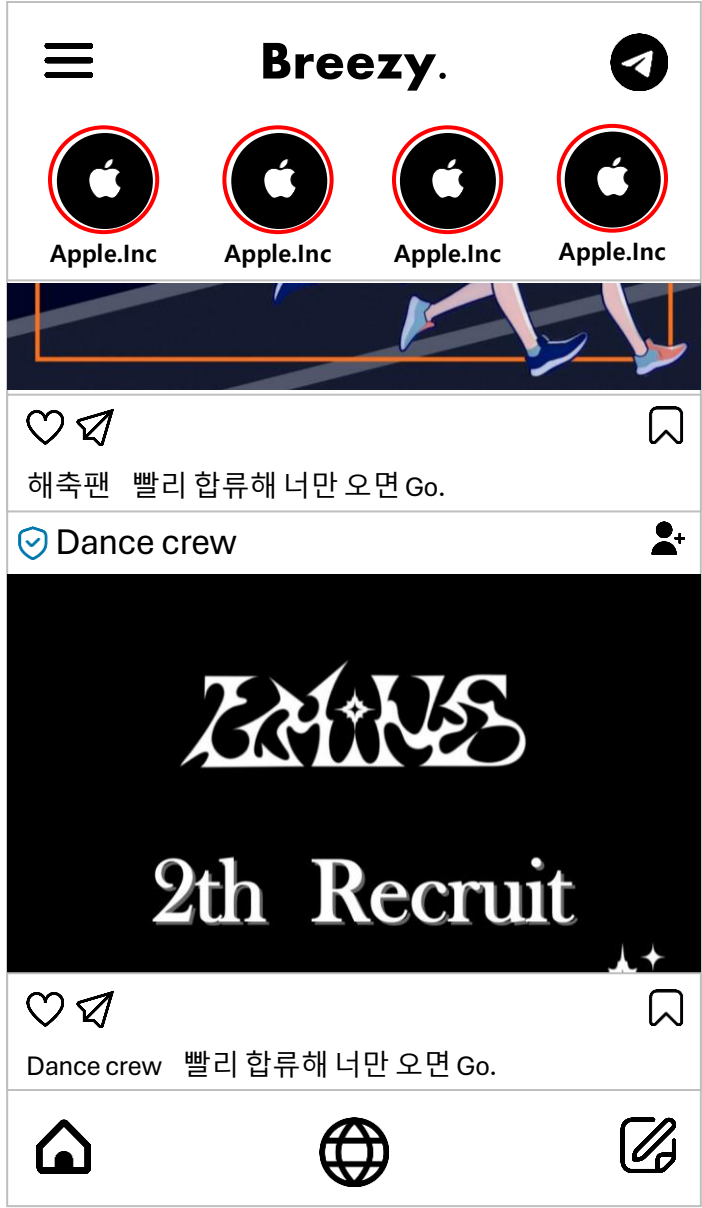 Breezy.
Apple.Inc Apple.Inc Apple.Inc Apple.Inc
해축팬 빨리 합류해 너만 오면 Go.
Dance crew
2th Recruit
Dance crew 빨리 합류해 너만 오면 Go.